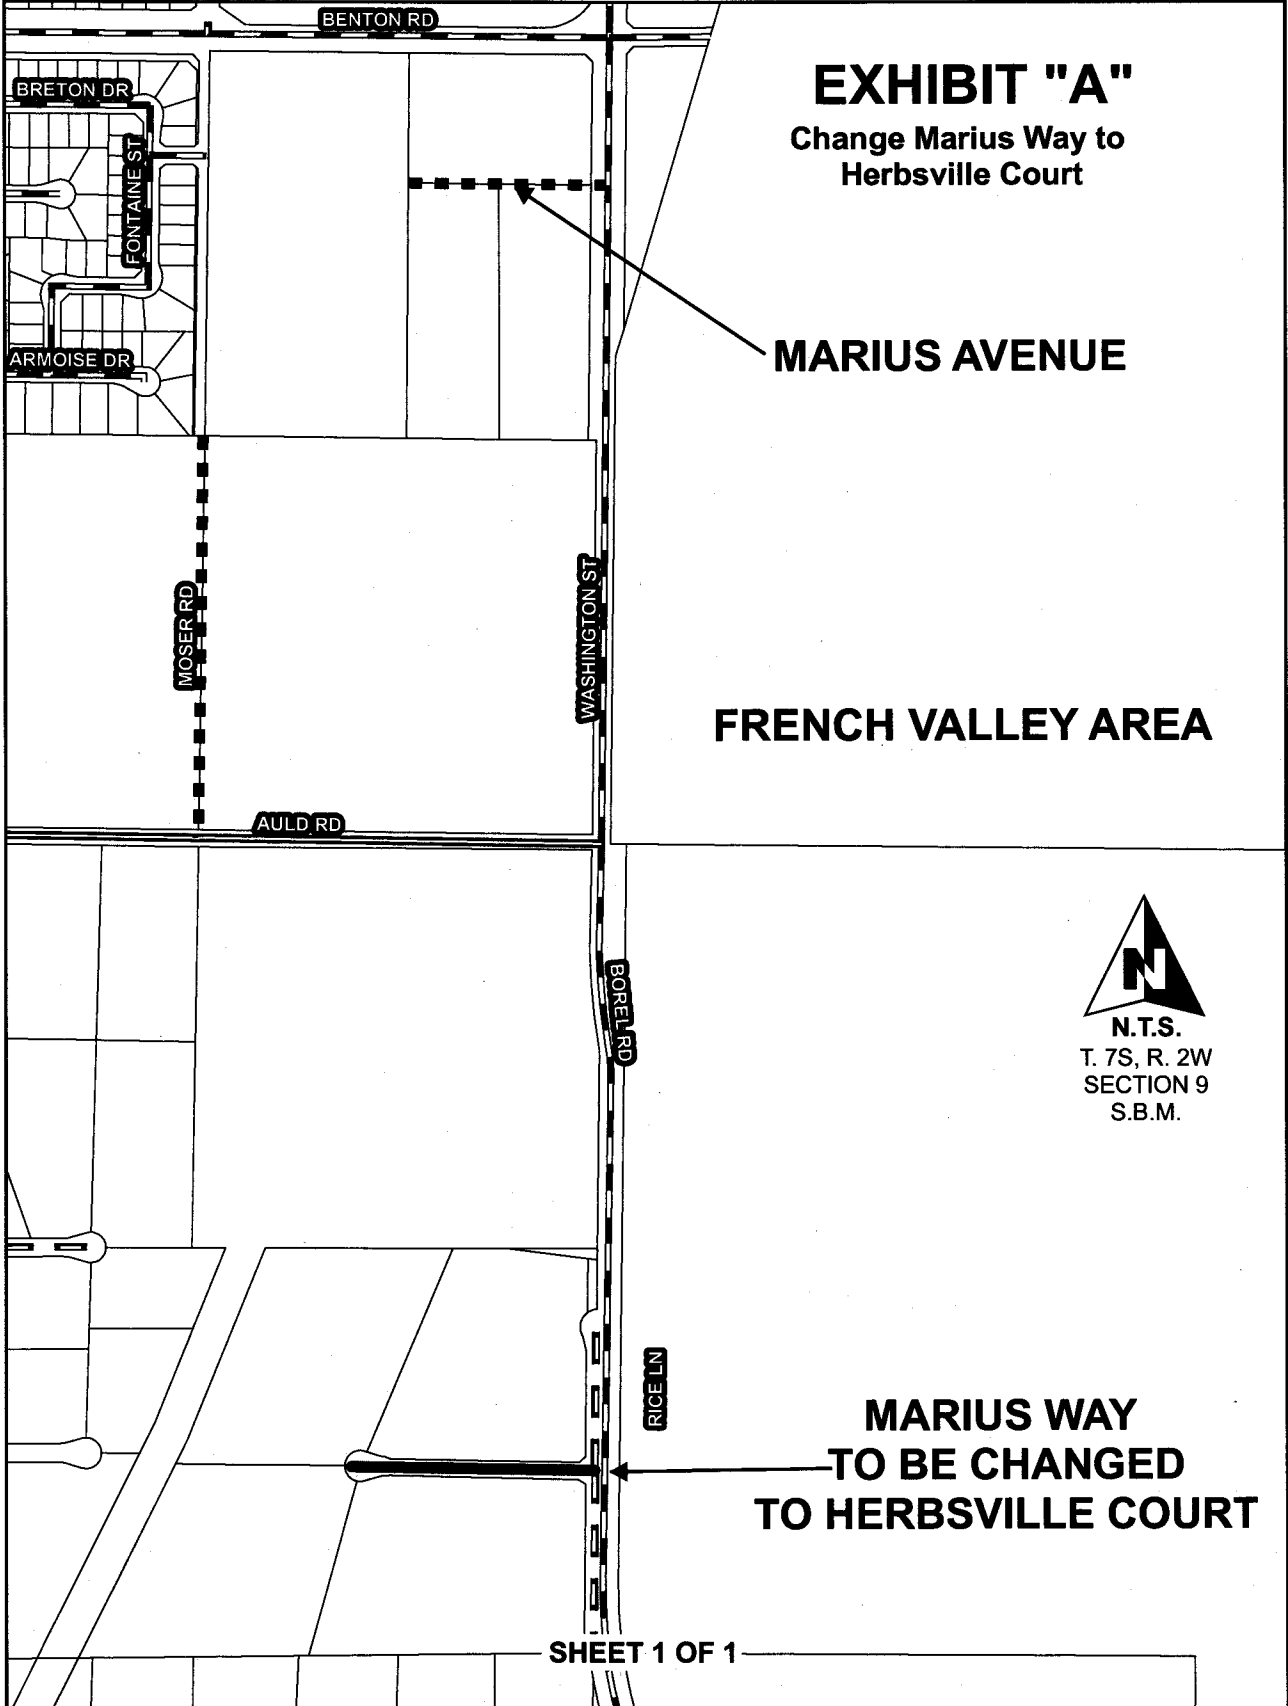 BENTON RD
EXHIBIT "A"
Change Marius Way to
Herbsville Court
BRETON DR
FONTAINE ST
MARIUS AVENUE
ARMOISE DR
MOSER RD
WASHINGTON ST
FRENCH VALLEY AREA
AULD RD
BOREL RD
N
N.T.S.
T. 7S, R. 2W
SECTION 9
S.B.M.
RICE LN
MARIUS WAY
TO BE CHANGED
TO HERBSVILLE COURT
SHEET 1 OF 1